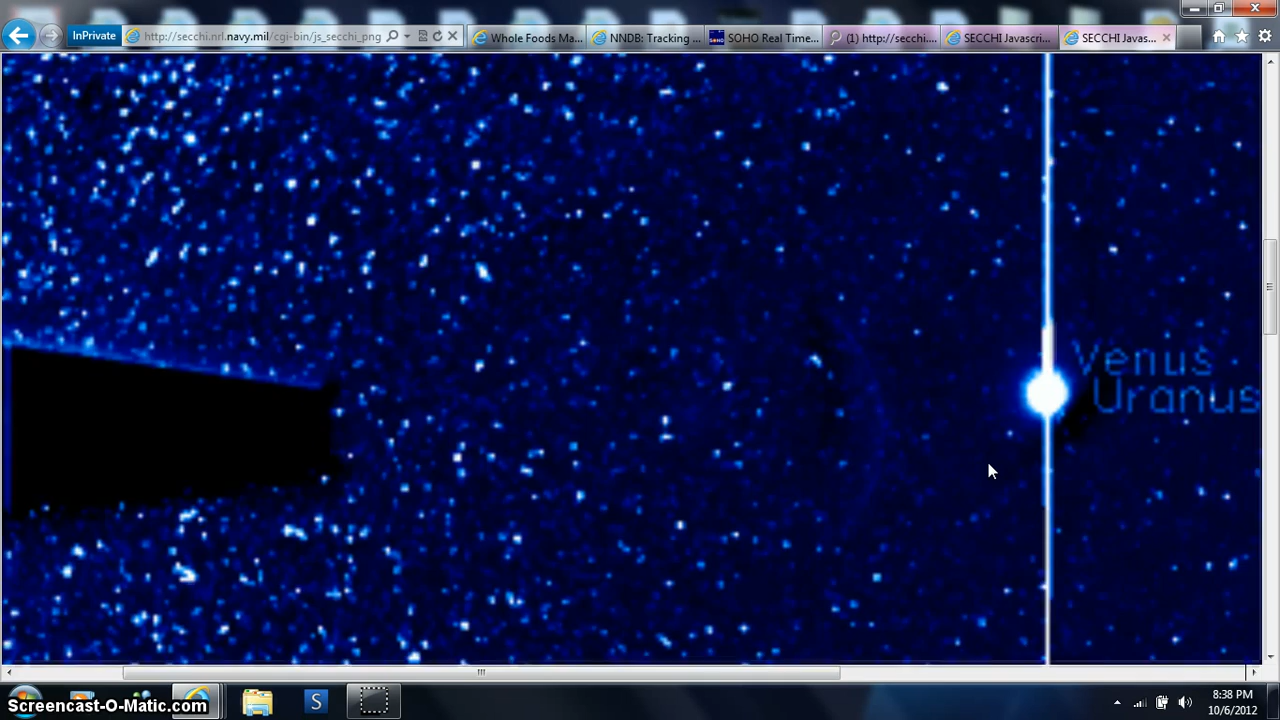 InPrivate
http://secchi.nrl.navy.mil/cgi-bin/js_secchi_png
Whole Foods Ma...
NNDB: Tracking ...
SOHO Real Time...
(1) http://secchi....
SECCHI Javascri...
SECCHI Javas...
Venus
Uranus
S
8:38 PM
10/6/2012
Screencast-O-Matic.com